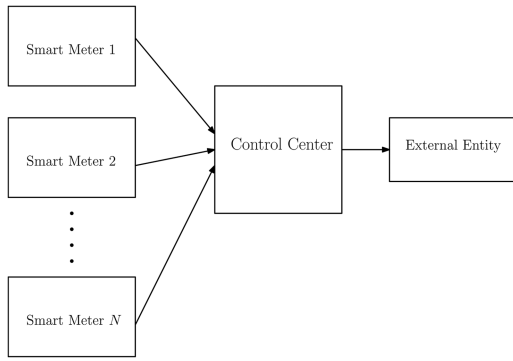 Smart Meter 1
Smart Meter 2
Control Center
External Entity
Smart Meter N